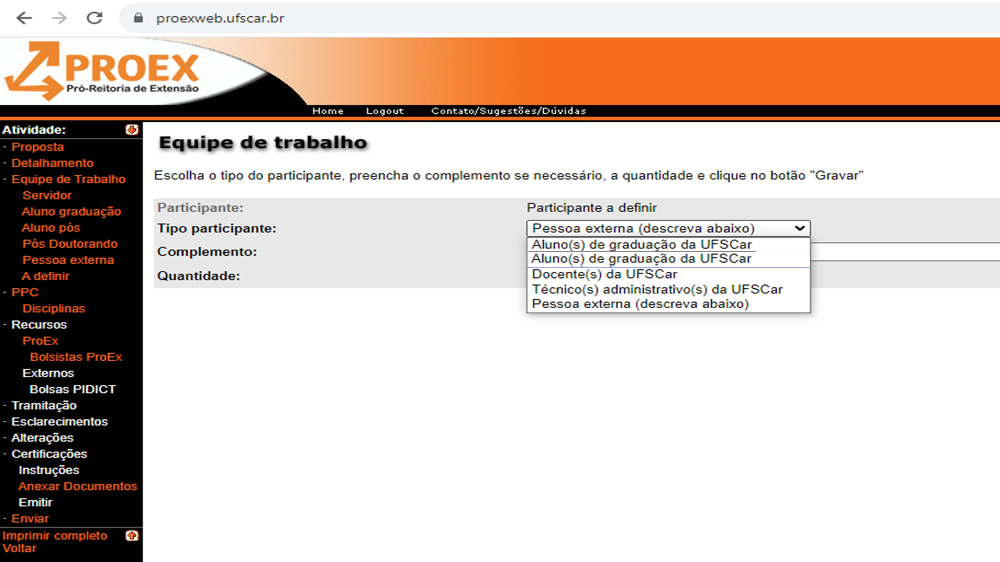 proexweb.ufscar.br
PROEX
Pró-Reitoria de Extensão
Home Logout Contato/Sugestões/Dúvidas
Atividade:
· Proposta
· Detalhamento
· Equipe de Trabalho
Servidor
Aluno graduação
Aluno pós
Pós Doutorando
Pessoa externa
A definir
· PPC
Disciplinas
· Recursos
ProEx
Bolsistas ProEx
Externos
Bolsas PIDICT
· Tramitação
· Esclarecimentos
· Alterações
· Certificações
Instruções
Anexar Documentos
Emitir
· Enviar
Imprimir completo
Voltar
Equipe de trabalho
Escolha o tipo do participante, preencha o complemento se necessário, a quantidade e clique no botão "Gravar"
Participante: Participante a definir
Tipo participante: Pessoa externa (descreva abaixo)
Aluno(s) de graduação da UFSCar
Aluno(s) de graduação da UFSCar
Docente(s) da UFSCar
Técnico(s) administrativo(s) da UFSCar
Pessoa externa (descreva abaixo)
Complemento:
Quantidade: